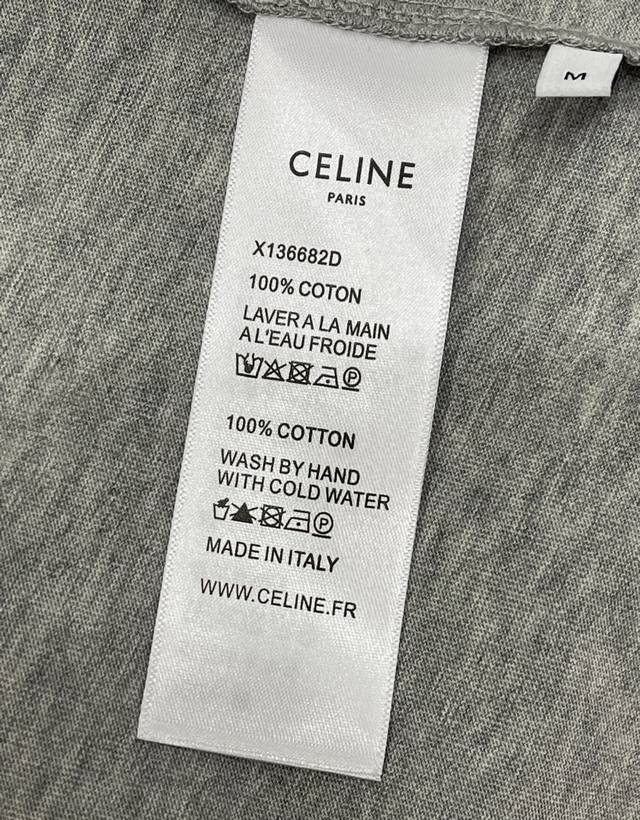 M
CELINE
PARIS
X136682D
100% COTON
LAVER A LA MAIN
A L'EAU FROIDE
P
100% COTTON
WASH BY HAND
WITH COLD WATER
P
MADE IN ITALY
WWW.CELINE.FR